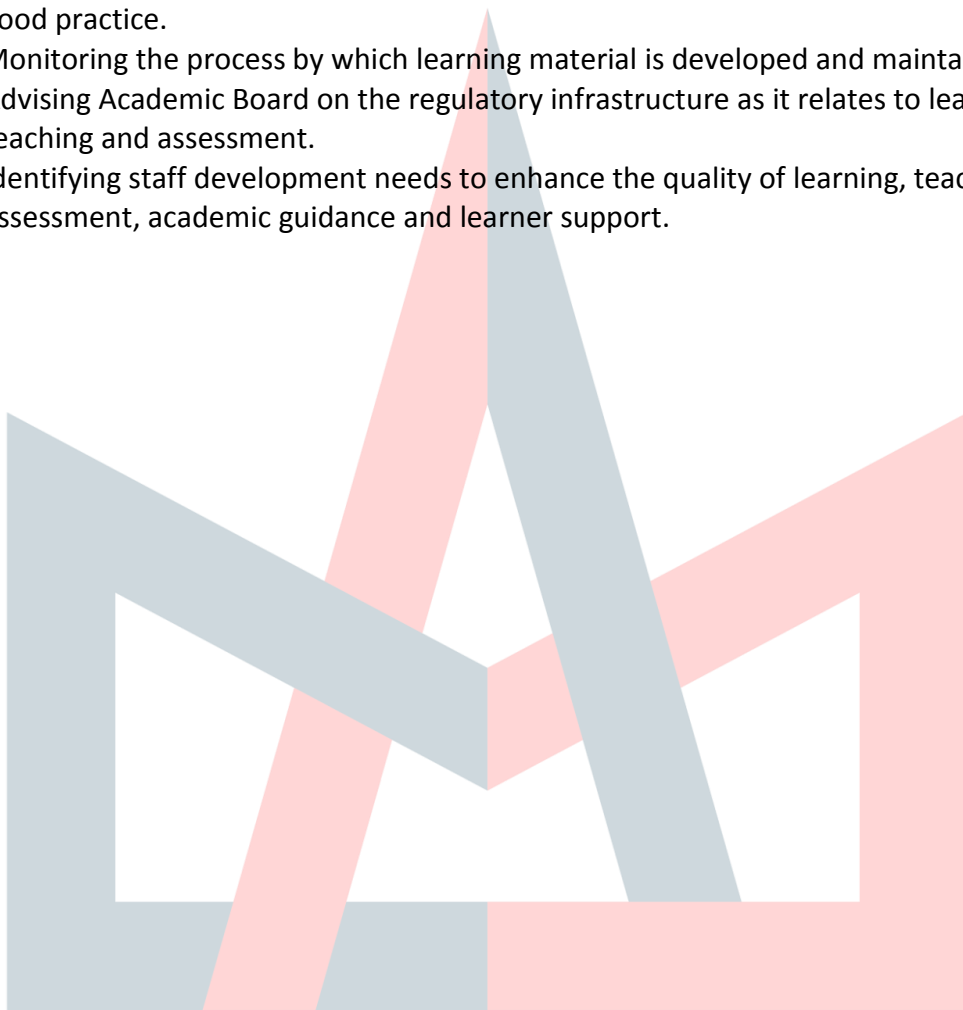 ood practice.
Monitoring the process by which learning material is developed and mainta
dvising Academic Board on the regulatory infrastructure as it relates to lea
eaching and assessment.
dentifying staff development needs to enhance the quality of learning, teac
ssessment, academic guidance and learner support.